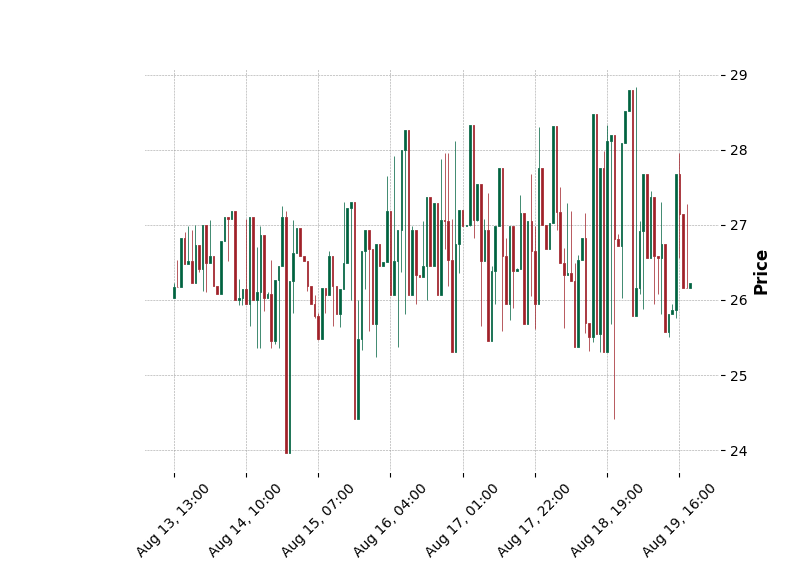 29
28
27
26
25
24
Price
Aug 13, 13:00
Aug 14, 10:00
Aug 15, 07:00
Aug 16, 04:00
Aug 17, 01:00
Aug 17, 22:00
Aug 18, 19:00
Aug 19, 16:00